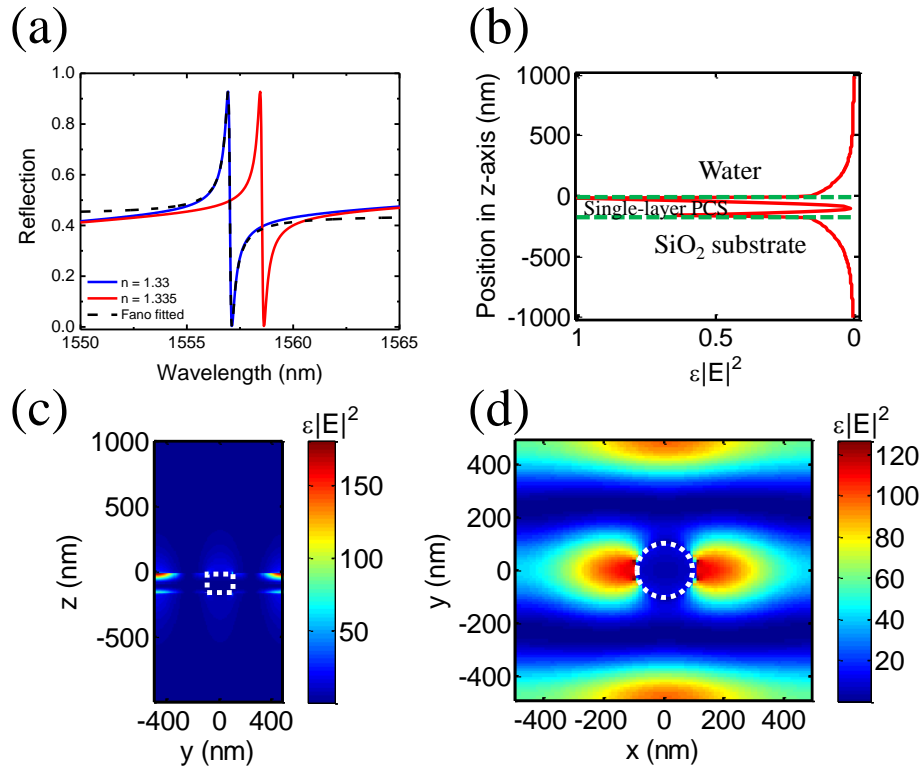 (a)
1.0
0.8
0.6
0.4
0.2
0.0
Reflection
n = 1.33
n = 1.335
Fano fitted
1550
1555
1560
1565
Wavelength (nm)
(b)
1000
500
0
-500
-1000
Position in z-axis (nm)
Water
Single-layer PCS
SiO2 substrate
1
0.5
0
ε|E|²
(c)
1000
500
0
-500
z (nm)
-400
0
400
y (nm)
ε|E|²
150
100
50
(d)
400
200
0
-200
-400
y (nm)
-400
-200
0
200
400
x (nm)
ε|E|²
120
100
80
60
40
20